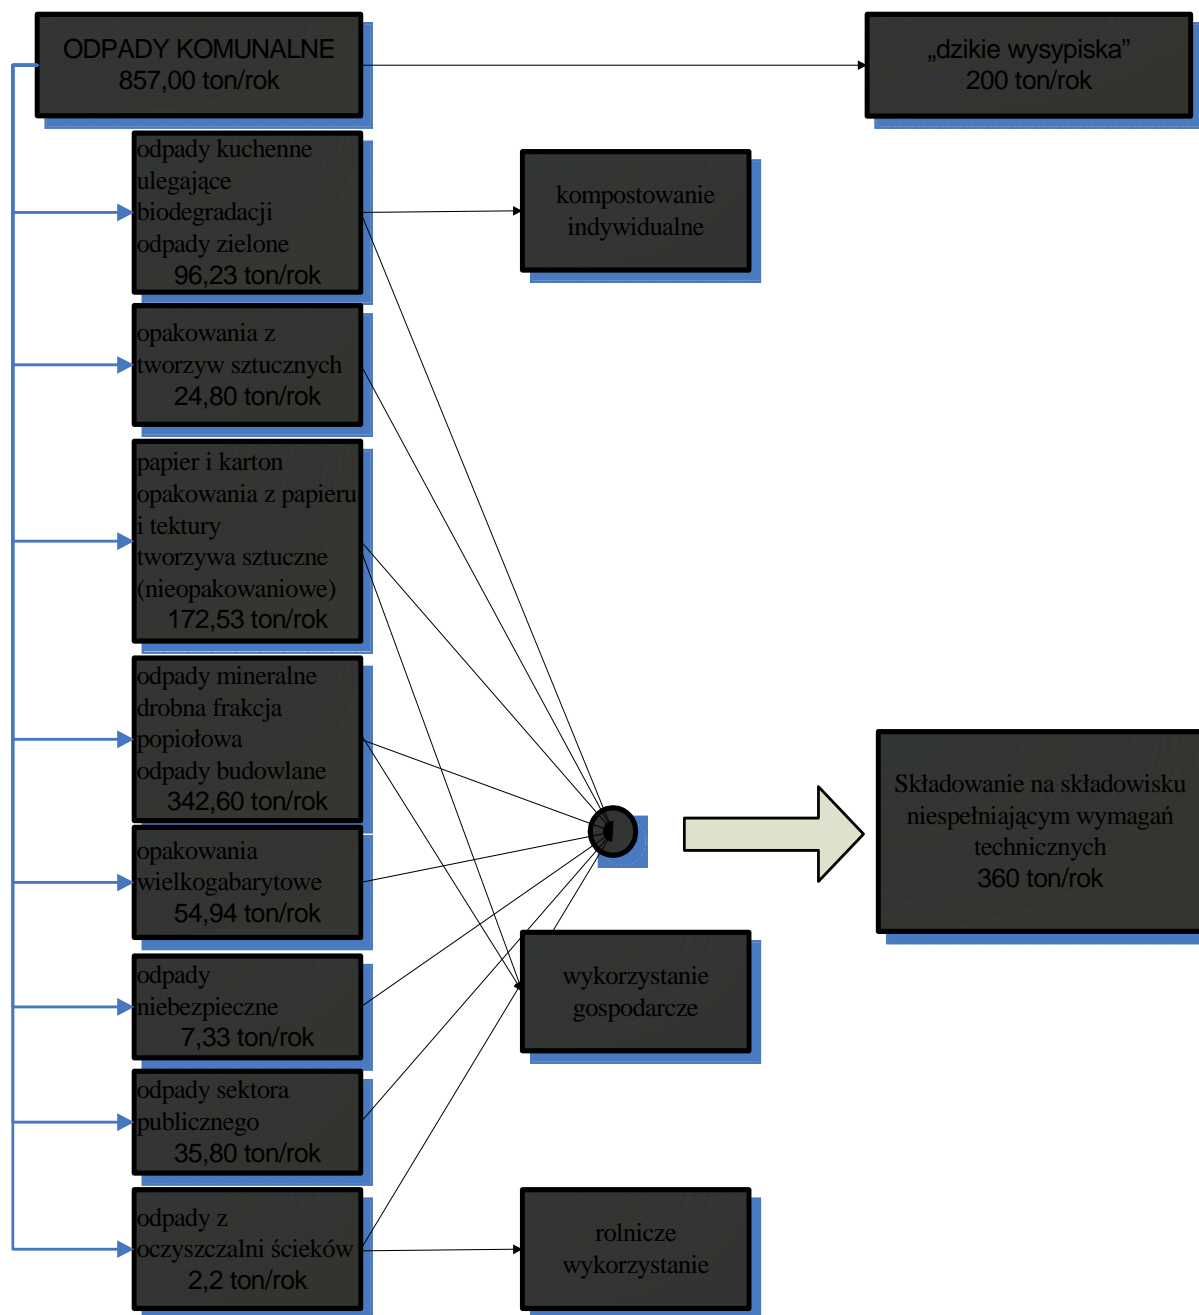 ODPADY KOMUNALNE
857,00 ton/rok
„dzikie wysypiska”
200 ton/rok
odpady kuchenne
ulegające
biodegradacji
odpady zielone
96,23 ton/rok
kompostowanie
indywidualne
opakowania z
tworzyw sztucznych
24,80 ton/rok
papier i karton
opakowania z papieru
i tektury
tworzywa sztuczne
(nieopakowaniowe)
172,53 ton/rok
odpady mineralne
drobna frakcja
popiołowa
odpady budowlane
342,60 ton/rok
Składowanie na składowisku
niespełniającym wymagań
technicznych
360 ton/rok
opakowania
wielkogabarytowe
54,94 ton/rok
odpady
niebezpieczne
7,33 ton/rok
wykorzystanie
gospodarcze
odpady sektora
publicznego
35,80 ton/rok
odpady z
oczyszczalni ścieków
2,2 ton/rok
rolnicze
wykorzystanie